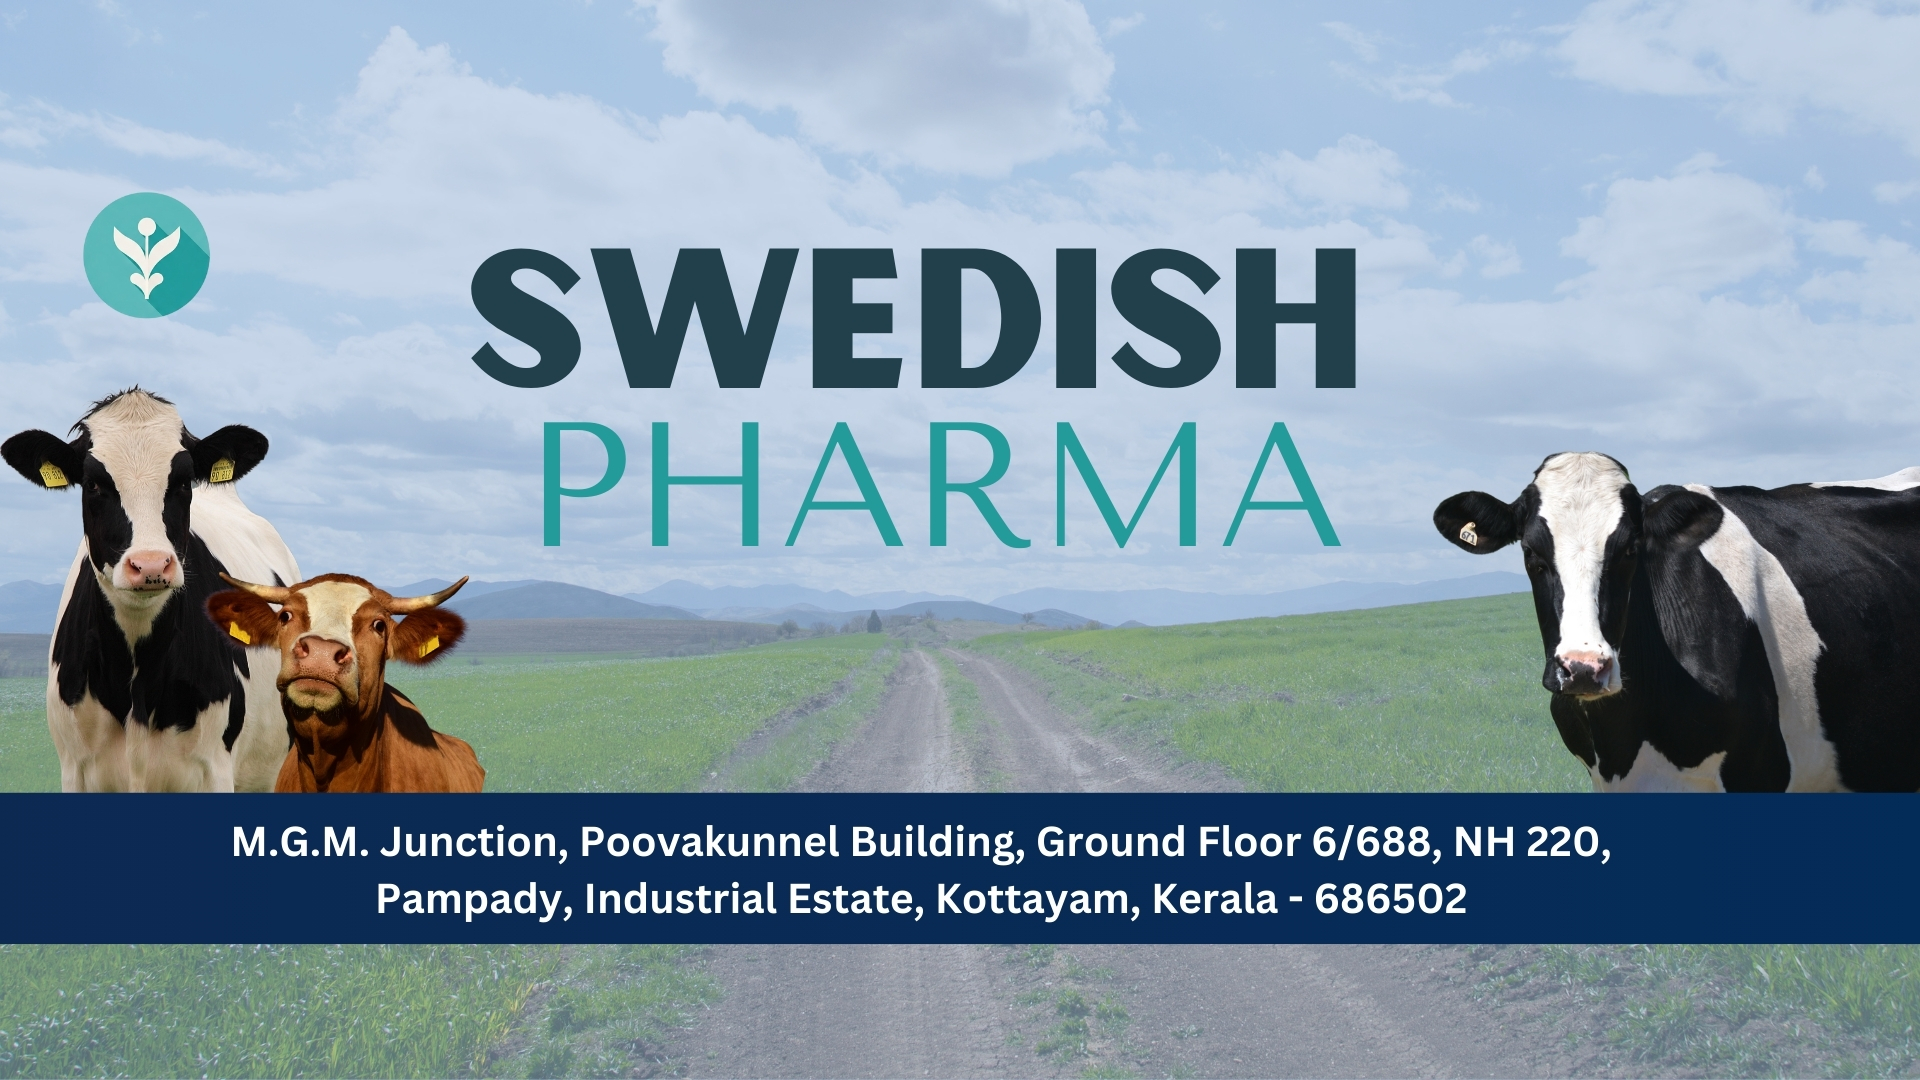 SWEDISH
PHARMA
M.G.M. Junction, Poovakunnel Building, Ground Floor 6/688, NH 220,
Pampady, Industrial Estate, Kottayam, Kerala - 686502